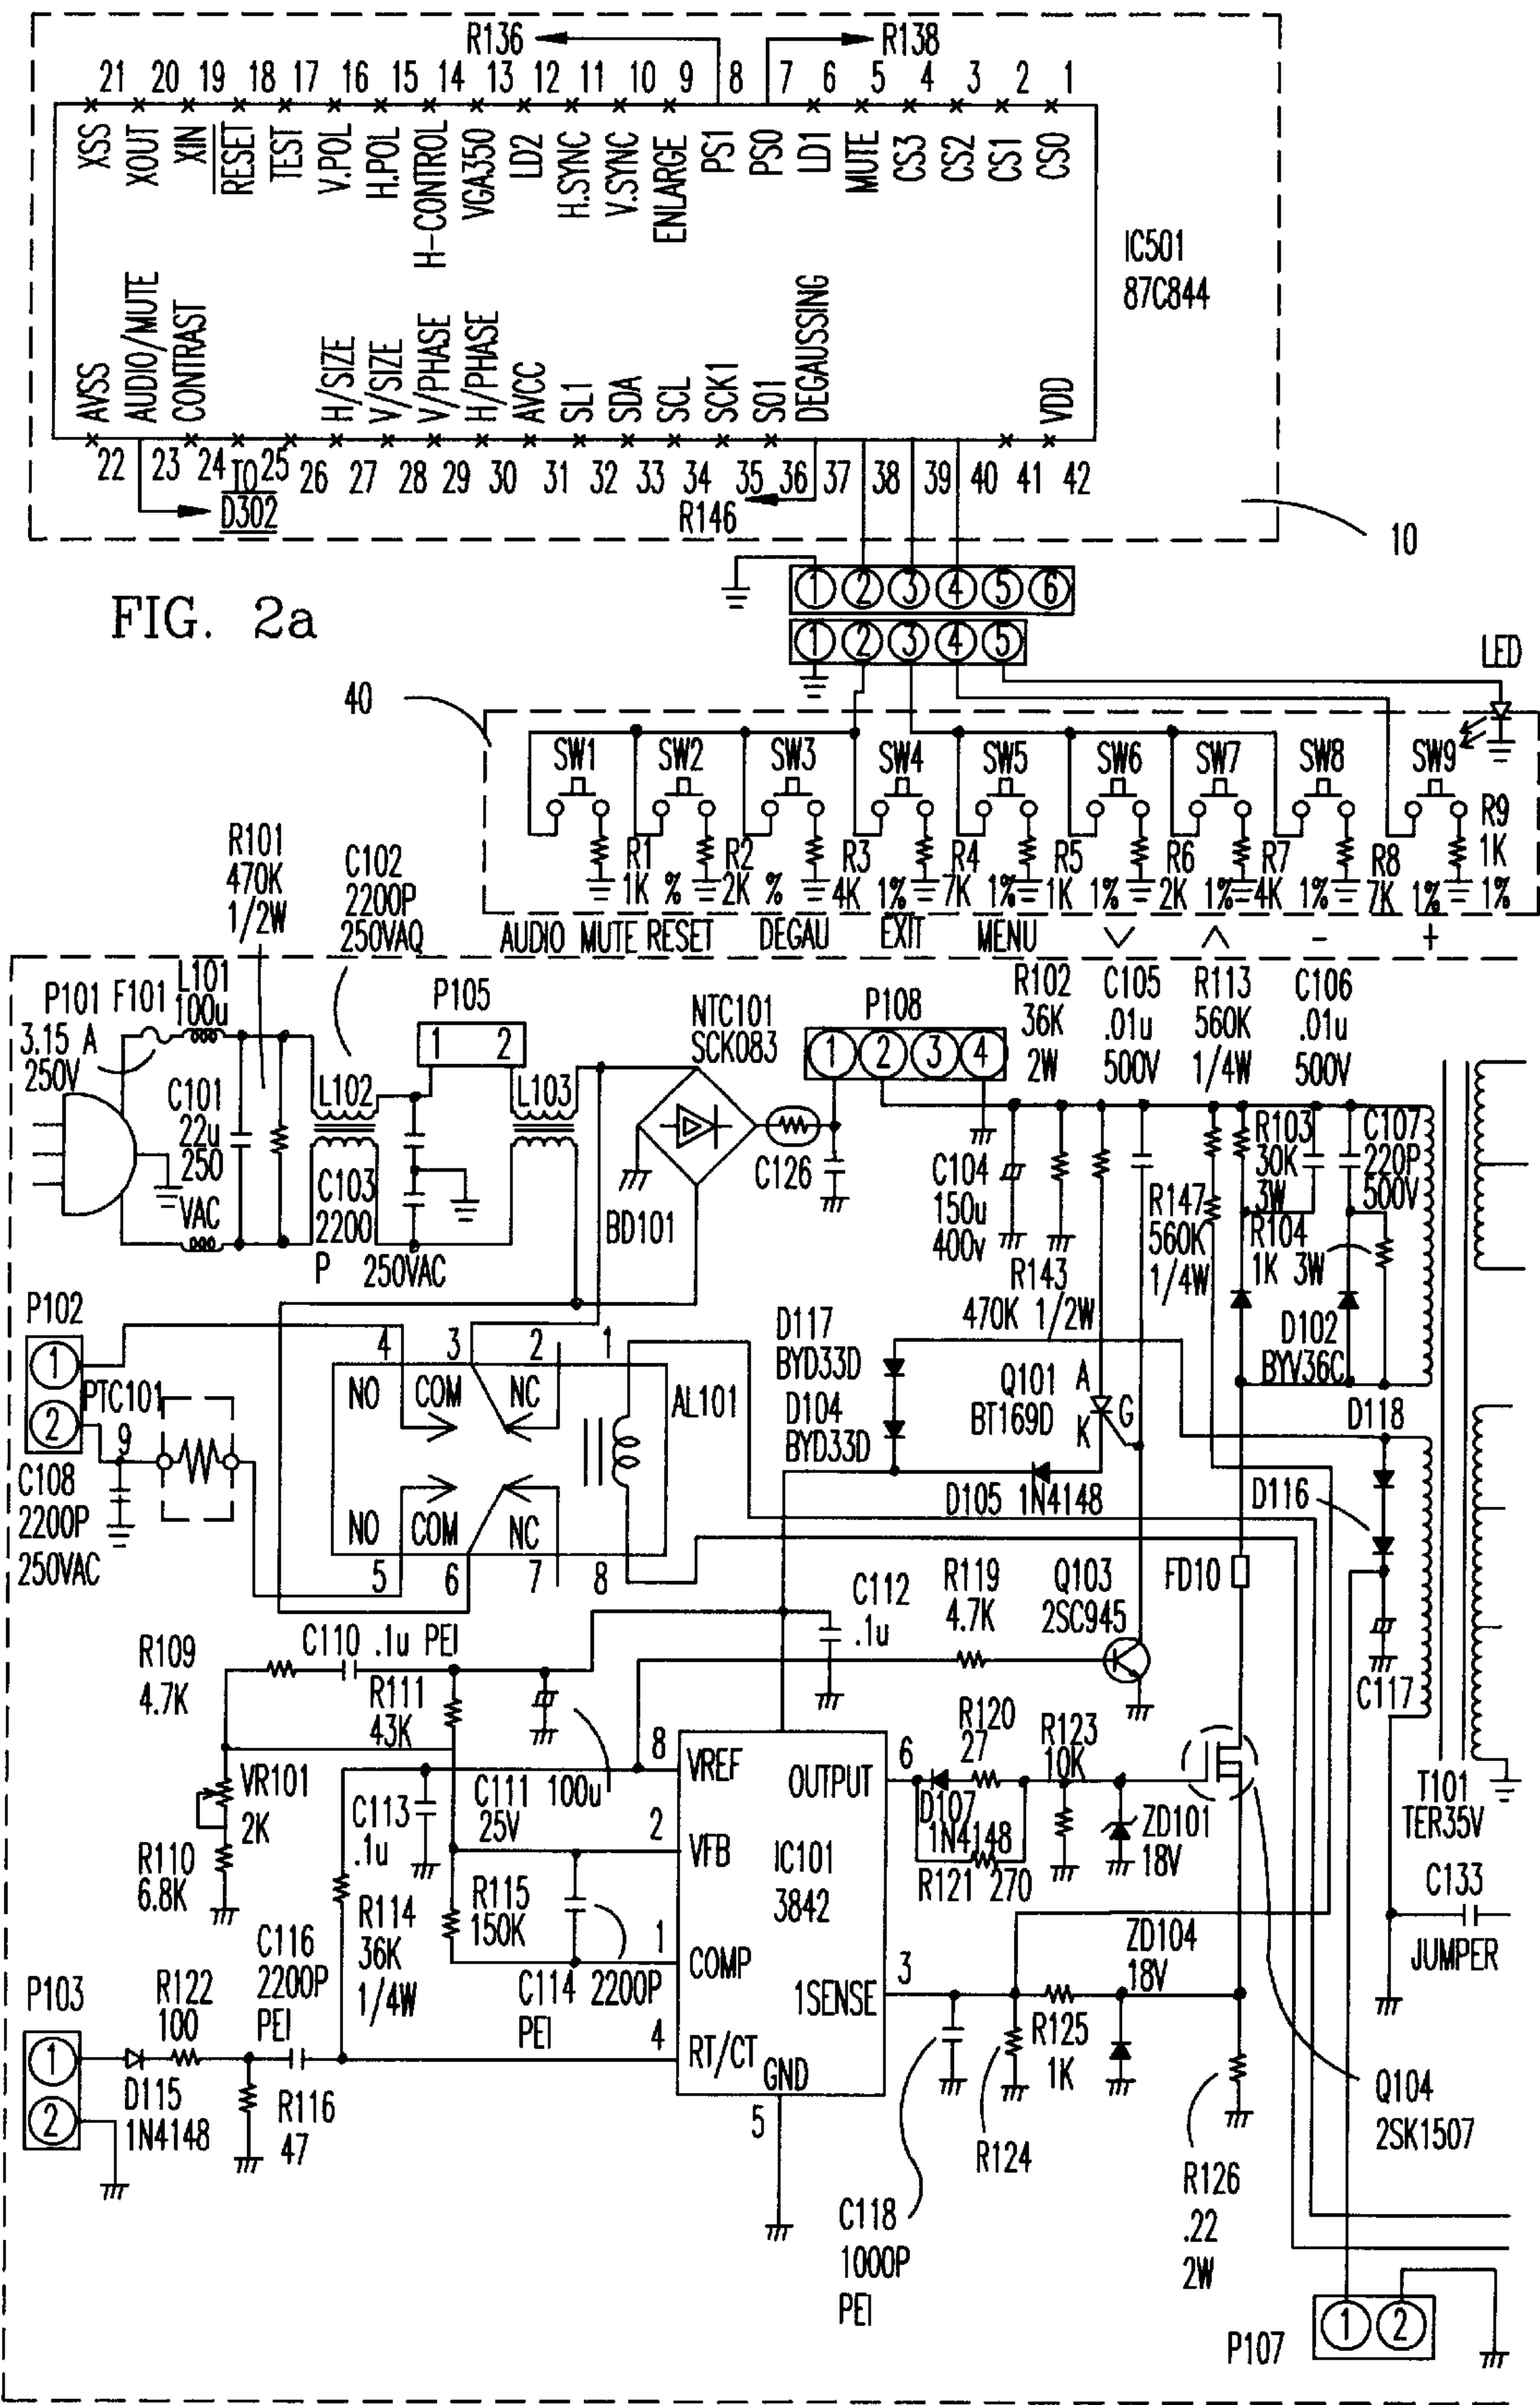 R136 R138
21 20 19 18 17 16 15 14 13 12 11 10 9 8 7 6 5 4 3 2 1
XSS XOUT XIN RESET TEST V.POL H.POL H-CONTROL VGA350 LD2 H.SYNC V.SYNC ENLARGE PS1 PS0 LD1 MUTE CS3 CS2 CS1 CS0
IC501
87C844
AVSS AUDIO/MUTE CONTRAST H/SIZE V/SIZE V/PHASE H/PHASE AVCC SL1 SDA SCL SCK1 SO1 DEGAUSSING VDD
22 23 24 25 26 27 28 29 30 31 32 33 34 35 36 37 38 39 40 41 42
TO
D302
R146
10
1 2 3 4 5 6
FIG. 2a
1 2 3 4 5
LED
40
SW1 SW2 SW3 SW4 SW5 SW6 SW7 SW8 SW9
R1 R2 R3 R4 R5 R6 R7 R8 R9
1K % 2K % 4K 1% 7K 1% 1K 1% 2K 1% 4K 1% 7K 1% 1K 1%
AUDIO MUTE RESET DEGAU EXIT MENU ∨ ∧ - +
R101
470K
1/2W
C102
2200P
250VAQ
P101 F101 L101
100u
3.15 A
250V
C101
22u
250
VAC
L102
P105
1 2
L103
C103
2200
P
250VAC
NTC101
SCK083
BD101
C126
P108
1 2 3 4
R102
36K
2W
C105
.01u
500V
R113
560K
1/4W
C106
.01u
500V
C104
150u
400v
R143
470K 1/2W
R147
560K
1/4W
R103
30K
3W
R104
1K 3W
C107
220P
500V
D102
BYV36C
P102
1
2
PTC101
9
C108
2200P
250VAC
4 3 2 1
NO COM NC
AL101
NO COM NC
5 6 7 8
D117
BYD33D
D104
BYD33D
Q101
BT169D
A
G
K
D105 1N4148
D118
D116
FD10
C117
C112
.1u
R119
4.7K
Q103
2SC945
R109
4.7K
C110 .1u PEI
R111
43K
VR101
2K
R110
6.8K
C113
.1u
C111
25V
100u
R114
36K
1/4W
R115
150K
C114 2200P
PEI
8 VREF
2 VFB
1 COMP
4 RT/CT
GND
5
IC101
3842
OUTPUT 6
1SENSE 3
R120
27
D107
1N4148
R121 270
R123
10K
ZD101
18V
T101
TER35V
C133
JUMPER
ZD104
18V
R125
1K
R124
C118
1000P
PEI
R126
.22
2W
Q104
2SK1507
P103
1
2
R122
100
D115
1N4148
C116
2200P
PEI
R116
47
P107
1 2